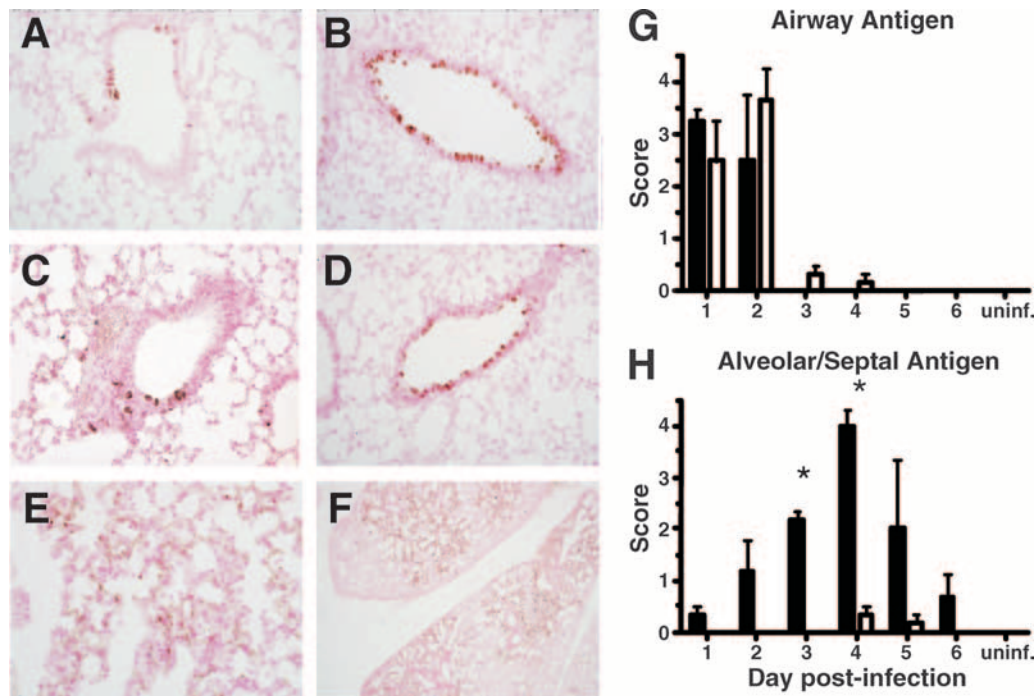 A
B
C
D
E
F
G
Airway Antigen
Score
4
3
2
1
0
1 2 3 4 5 6 uninf.
H
Alveolar/Septal Antigen
*
*
Score
4
3
2
1
0
1 2 3 4 5 6 uninf.
Day post-infection